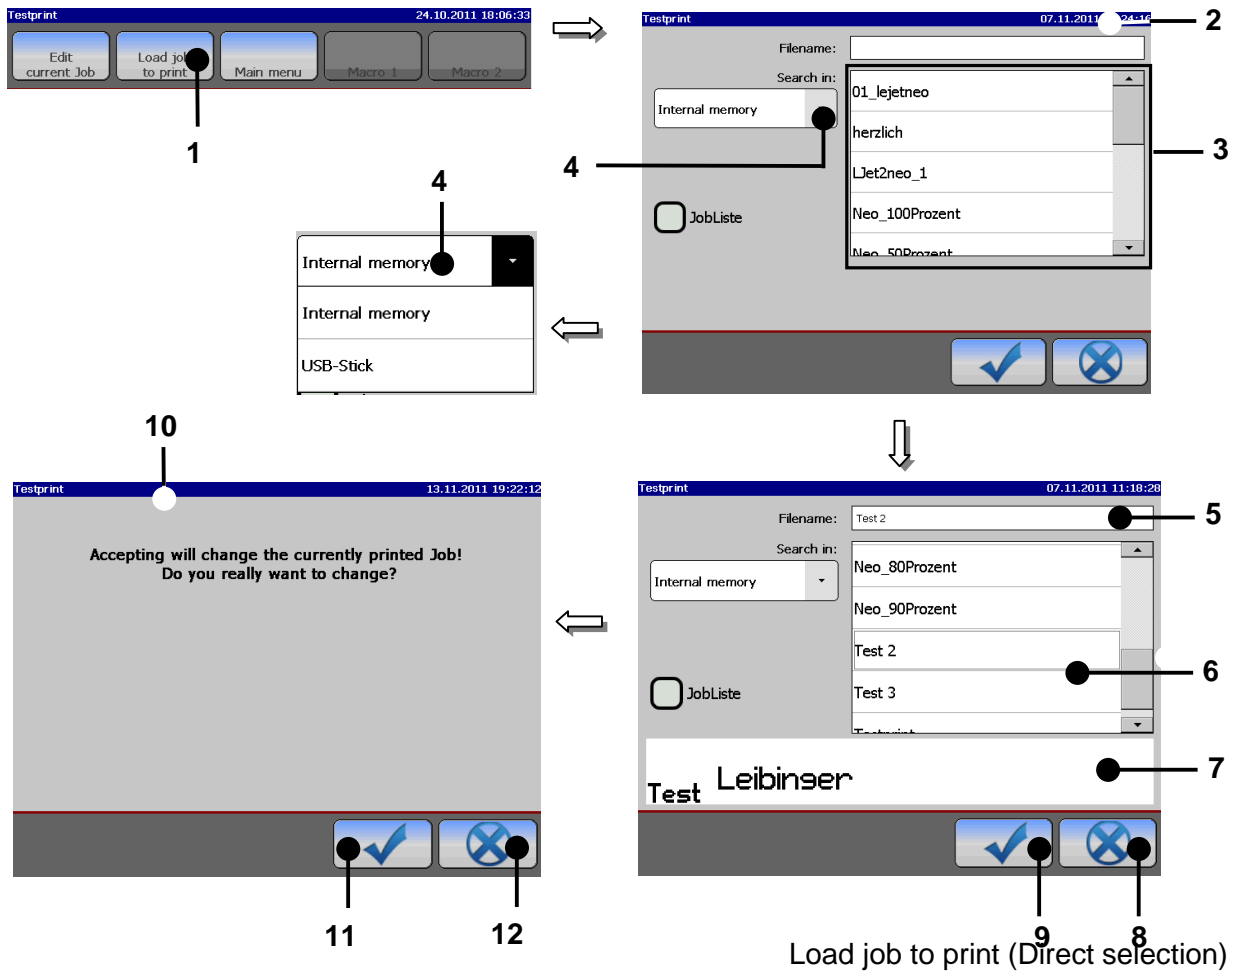 Testprint 24.10.2011 18:06:33
Edit current Job
Load job to print
Main menu
Macro 1
Macro 2
1
Testprint 07.11.2011 24:16
2
Filename:
Search in:
Internal memory
01_lejetneo
herzlich
LJet2neo_1
Neo_100Prozent
Neo_50Prozent
JobListe
3
4
4
Internal memory
Internal memory
USB-Stick
10
Testprint 13.11.2011 19:22:12
Accepting will change the currently printed Job!
Do you really want to change?
11
12
Testprint 07.11.2011 11:18:28
Filename: Test 2
5
Search in:
Internal memory
Neo_80Prozent
Neo_90Prozent
Test 2
6
Test 3
Testprint
JobListe
Test Leibinger
7
9
8
Load job to print (Direct selection)